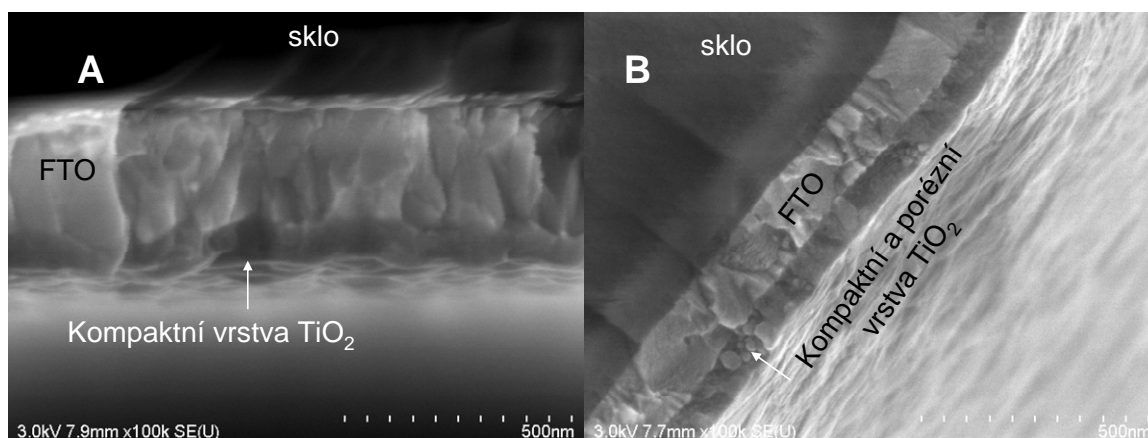 A
sklo
FTO
Kompaktní vrstva TiO₂
3.0kV 7.9mm x100k SE(U)
500nm
B
sklo
FTO
Kompaktní a porézní
vrstva TiO₂
3.0kV 7.7mm x100k SE(U)
500nm